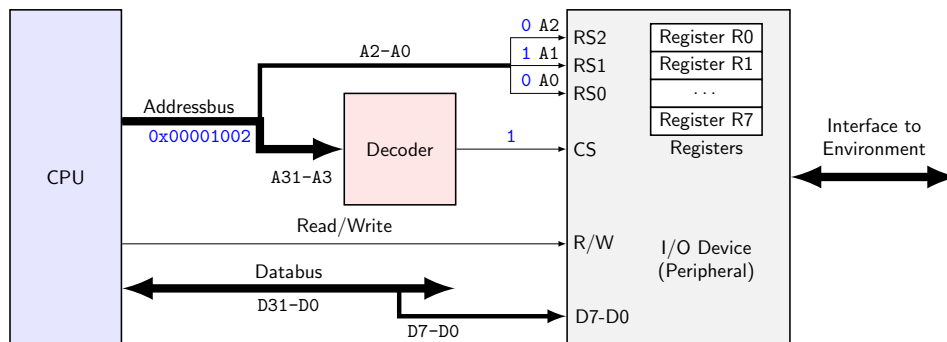 CPU
Addressbus
0x00001002
A2-A0
A31-A3
Decoder
1
0 A2
1 A1
0 A0
RS2
RS1
RS0
CS
Register R0
Register R1
...
Register R7
Registers
Interface to
Environment
Read/Write
R/W
I/O Device
(Peripheral)
Databus
D31-D0
D7-D0
D7-D0